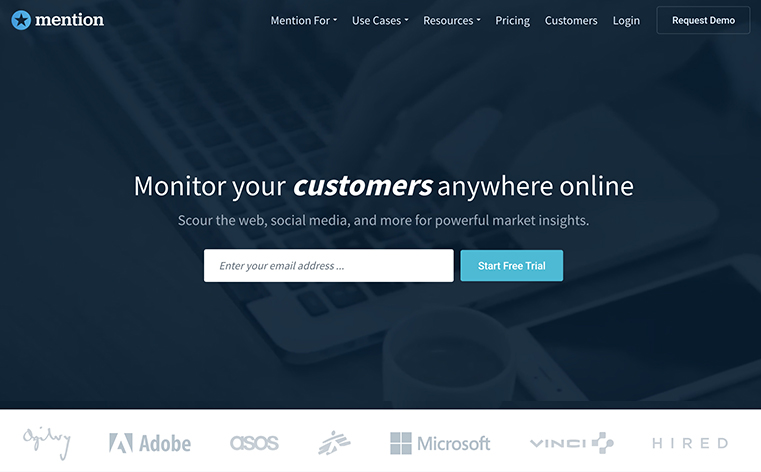 mention
Mention For Use Cases Resources Pricing Customers Login Request Demo
Monitor your customers anywhere online
Scour the web, social media, and more for powerful market insights.
Enter your email address ... Start Free Trial
Ogilvy Adobe asos Microsoft VINCI HIRED